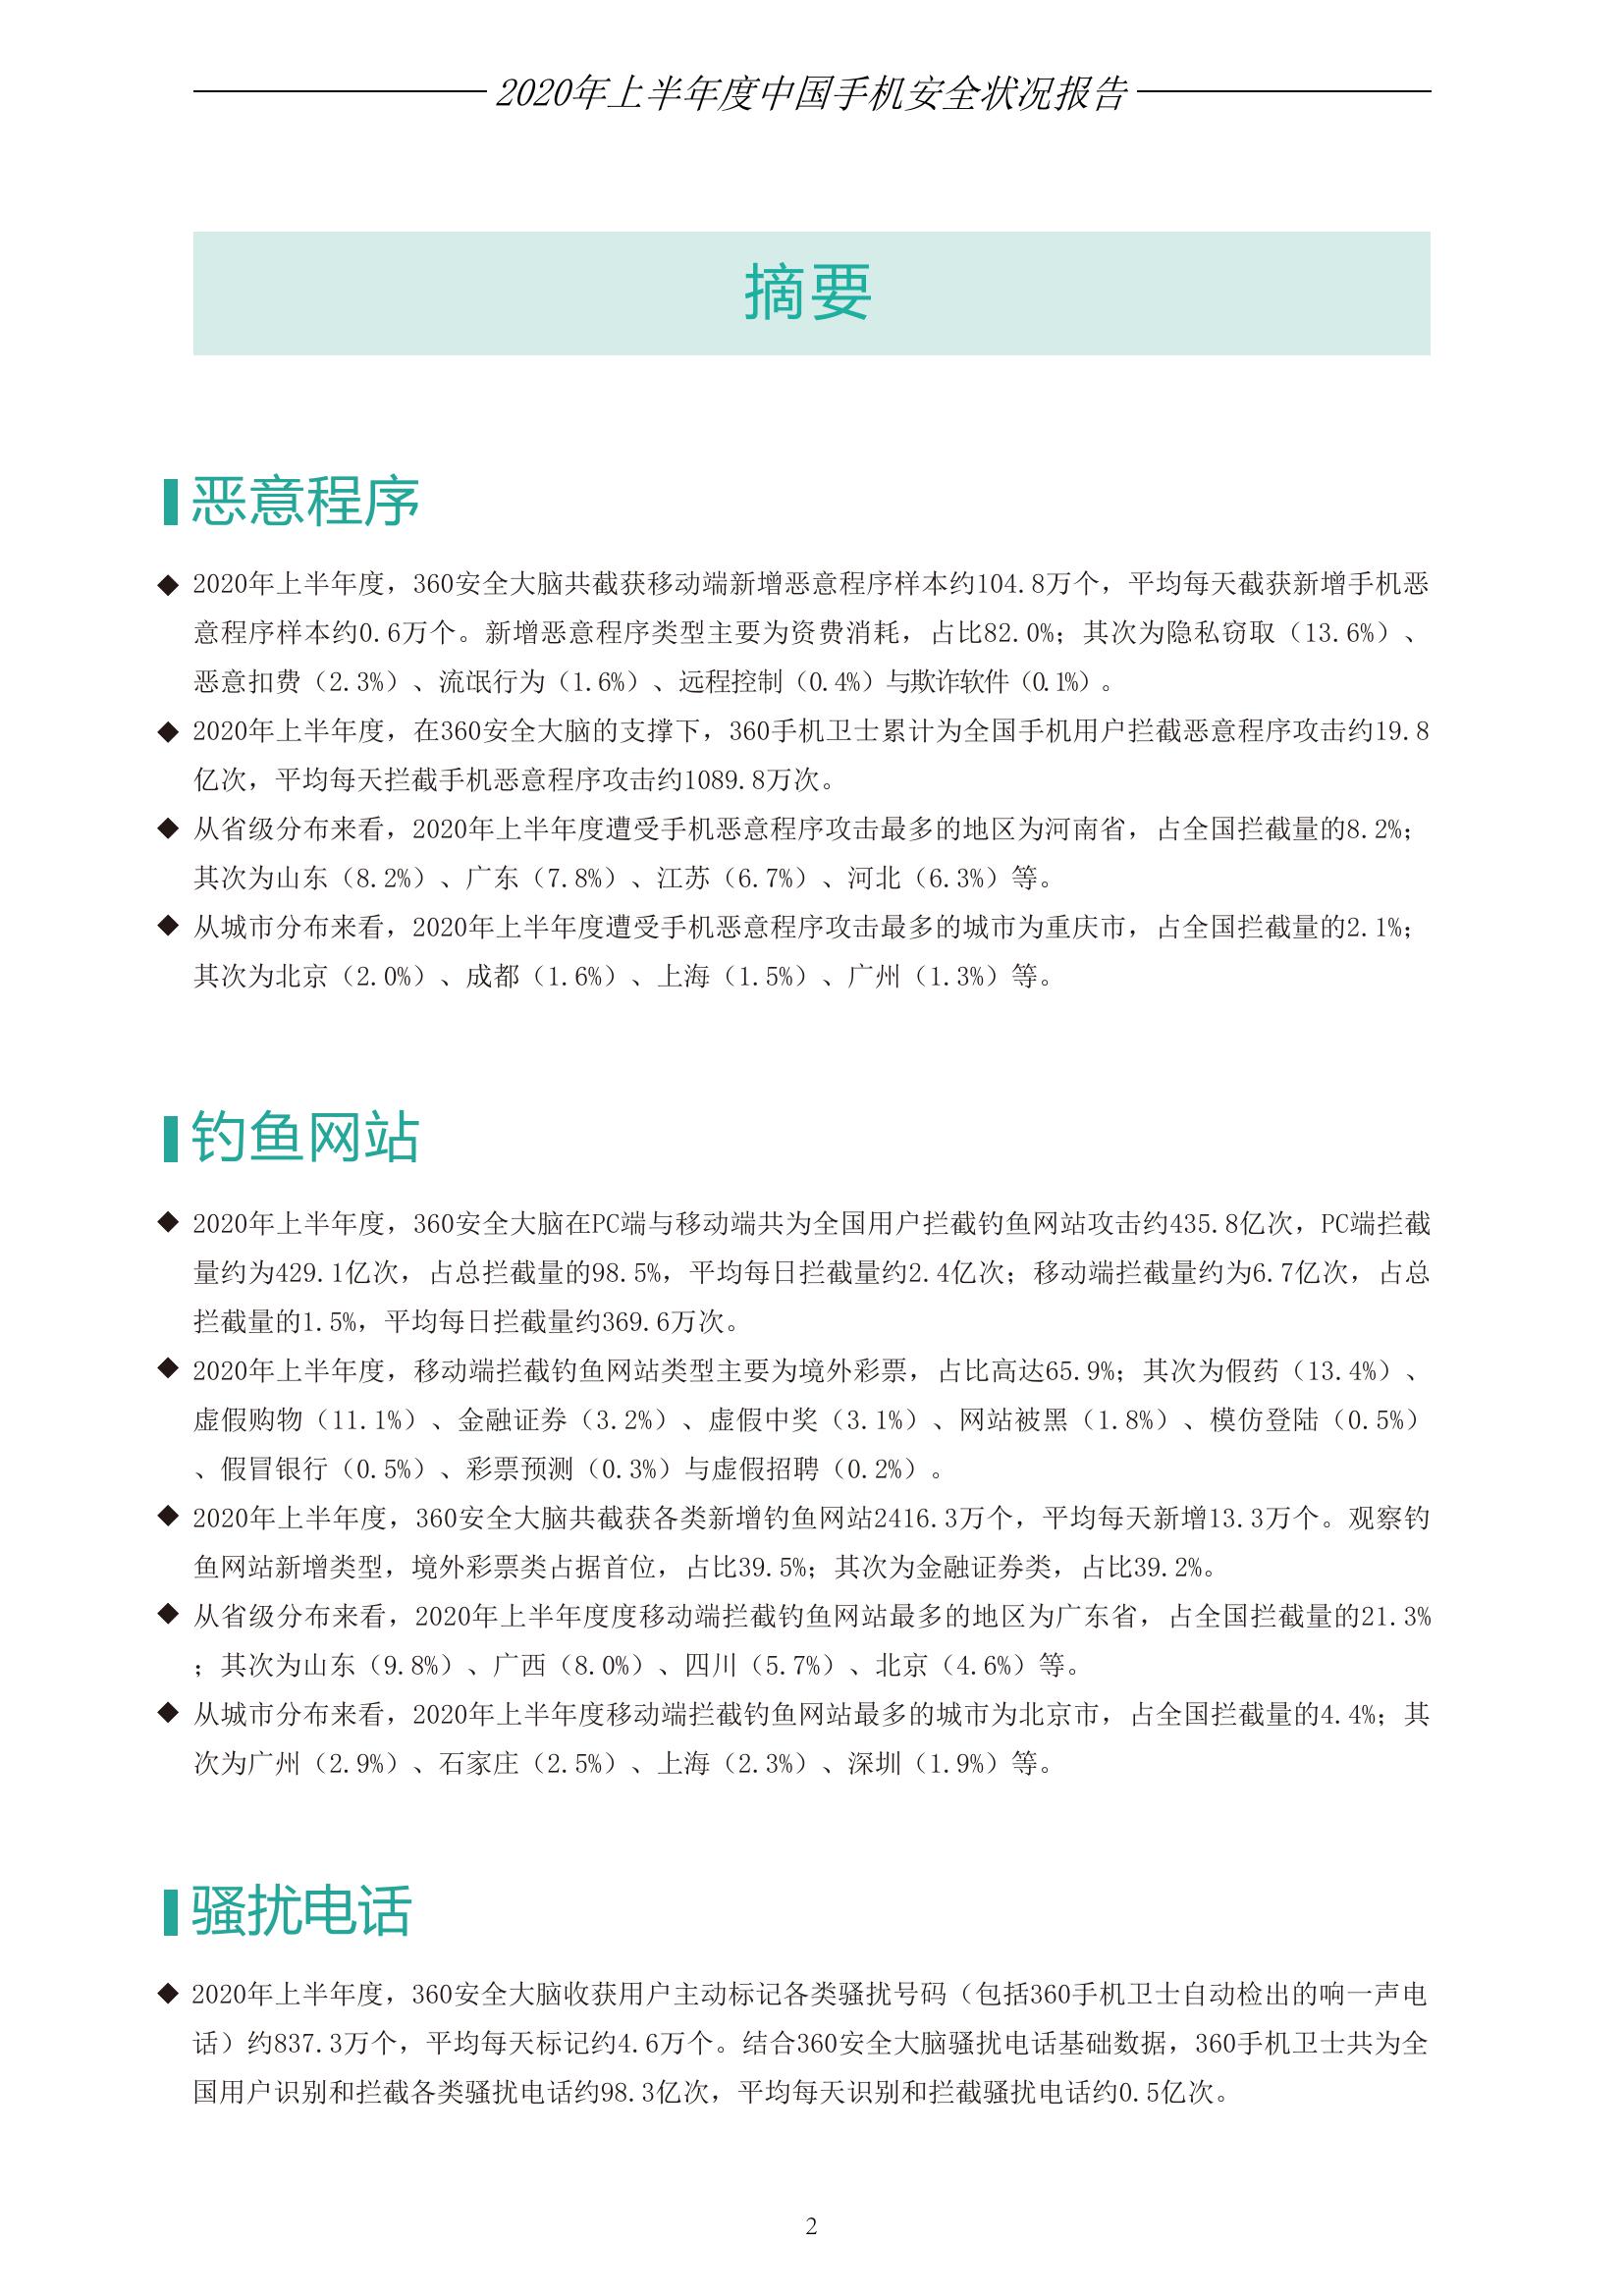 2020年上半年度中国手机安全状况报告
摘要
恶意程序
◆ 2020年上半年度，360安全大脑共截获移动端新增恶意程序样本约104.8万个，平均每天截获新增手机恶
意程序样本约0.6万个。新增恶意程序类型主要为资费消耗，占比82.0%；其次为隐私窃取（13.6%）、
恶意扣费（2.3%）、流氓行为（1.6%）、远程控制（0.4%）与欺诈软件（0.1%）。
◆ 2020年上半年度，在360安全大脑的支撑下，360手机卫士累计为全国手机用户拦截恶意程序攻击约19.8
亿次，平均每天拦截手机恶意程序攻击约1089.8万次。
◆ 从省级分布来看，2020年上半年度遭受手机恶意程序攻击最多的地区为河南省，占全国拦截量的8.2%；
其次为山东（8.2%）、广东（7.8%）、江苏（6.7%）、河北（6.3%）等。
◆ 从城市分布来看，2020年上半年度遭受手机恶意程序攻击最多的城市为重庆市，占全国拦截量的2.1%；
其次为北京（2.0%）、成都（1.6%）、上海（1.5%）、广州（1.3%）等。
钓鱼网站
◆ 2020年上半年度，360安全大脑在PC端与移动端共为全国用户拦截钓鱼网站攻击约435.8亿次，PC端拦截
量约为429.1亿次，占总拦截量的98.5%，平均每日拦截量约2.4亿次；移动端拦截量约为6.7亿次，占总
拦截量的1.5%，平均每日拦截量约369.6万次。
◆ 2020年上半年度，移动端拦截钓鱼网站类型主要为境外彩票，占比高达65.9%；其次为假药（13.4%）、
虚假购物（11.1%）、金融证券（3.2%）、虚假中奖（3.1%）、网站被黑（1.8%）、模仿登陆（0.5%）
、假冒银行（0.5%）、彩票预测（0.3%）与虚假招聘（0.2%）。
◆ 2020年上半年度，360安全大脑共截获各类新增钓鱼网站2416.3万个，平均每天新增13.3万个。观察钓
鱼网站新增类型，境外彩票类占据首位，占比39.5%；其次为金融证券类，占比39.2%。
◆ 从省级分布来看，2020年上半年度度移动端拦截钓鱼网站最多的地区为广东省，占全国拦截量的21.3%
；其次为山东（9.8%）、广西（8.0%）、四川（5.7%）、北京（4.6%）等。
◆ 从城市分布来看，2020年上半年度移动端拦截钓鱼网站最多的城市为北京市，占全国拦截量的4.4%；其
次为广州（2.9%）、石家庄（2.5%）、上海（2.3%）、深圳（1.9%）等。
骚扰电话
◆ 2020年上半年度，360安全大脑收获用户主动标记各类骚扰号码（包括360手机卫士自动检出的响一声电
话）约837.3万个，平均每天标记约4.6万个。结合360安全大脑骚扰电话基础数据，360手机卫士共为全
国用户识别和拦截各类骚扰电话约98.3亿次，平均每天识别和拦截骚扰电话约0.5亿次。
2